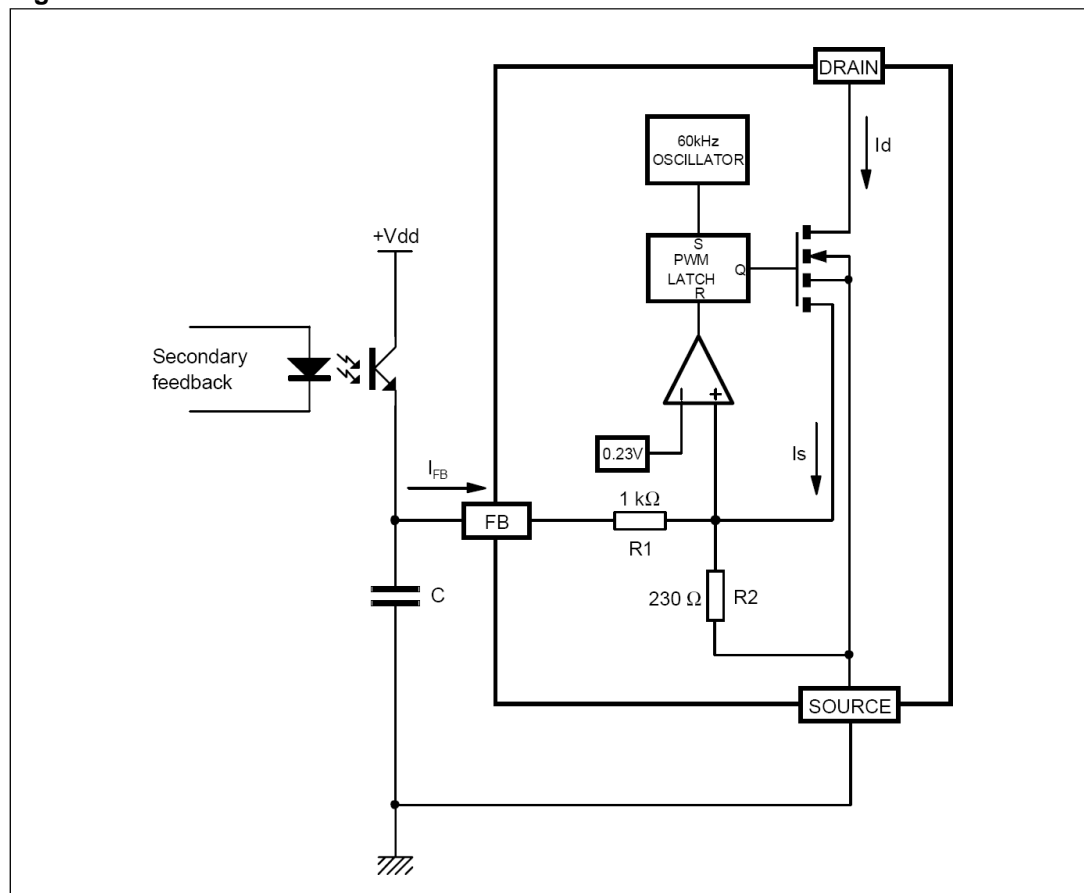 DRAIN
60kHz
OSCILLATOR
Id
+Vdd
S
PWM
Q
LATCH
R
Secondary
feedback
0.23V
Is
I_FB
1 kΩ
FB
R1
C
230 Ω
R2
SOURCE